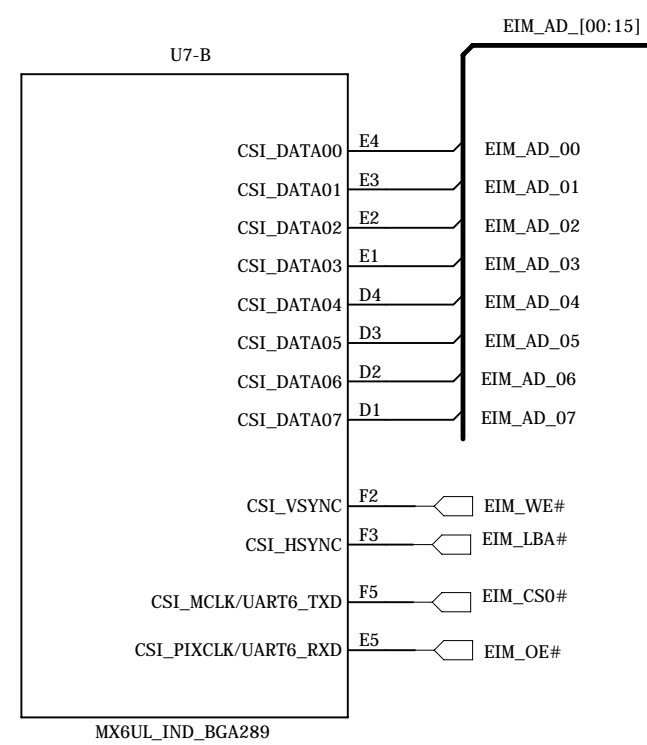 EIM_AD_[00:15]
U7-B
CSI_DATA00 E4 EIM_AD_00
CSI_DATA01 E3 EIM_AD_01
CSI_DATA02 E2 EIM_AD_02
CSI_DATA03 E1 EIM_AD_03
CSI_DATA04 D4 EIM_AD_04
CSI_DATA05 D3 EIM_AD_05
CSI_DATA06 D2 EIM_AD_06
CSI_DATA07 D1 EIM_AD_07
CSI_VSYNC F2 EIM_WE#
CSI_HSYNC F3 EIM_LBA#
CSI_MCLK/UART6_TXD F5 EIM_CS0#
CSI_PIXCLK/UART6_RXD E5 EIM_OE#
MX6UL_IND_BGA289